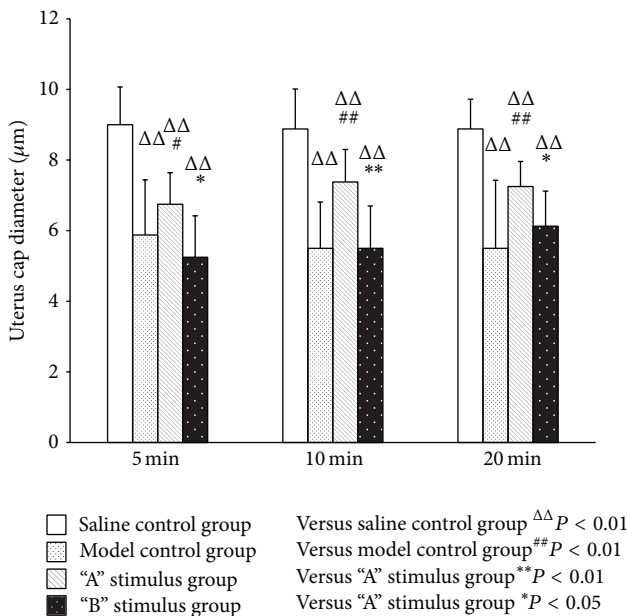 12
10
8
6
4
2
0
Uterus cap diameter (μm)
ΔΔ
ΔΔ
#
ΔΔ
*
ΔΔ
ΔΔ
##
ΔΔ
**
ΔΔ
ΔΔ
##
ΔΔ
*
5 min
10 min
20 min
Saline control group
Model control group
"A" stimulus group
"B" stimulus group
Versus saline control group ΔΔP < 0.01
Versus model control group ##P < 0.01
Versus "A" stimulus group **P < 0.01
Versus "A" stimulus group *P < 0.05